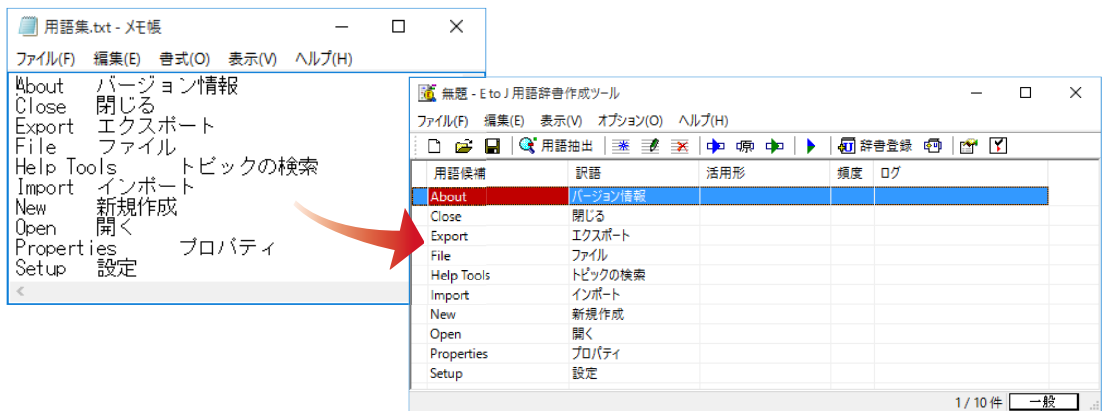 用語集.txt - メモ帳
ファイル(F) 編集(E) 書式(O) 表示(V) ヘルプ(H)
About バージョン情報
Close 閉じる
Export エクスポート
File ファイル
Help Tools トピックの検索
Import インポート
New 新規作成
Open 開く
Properties プロパティ
Setup 設定
無題 - E to J 用語辞書作成ツール
ファイル(F) 編集(E) 表示(V) オプション(O) ヘルプ(H)
用語抽出 辞書登録
用語候補 訳語 活用形 頻度 ログ
About バージョン情報
Close 閉じる
Export エクスポート
File ファイル
Help Tools トピックの検索
Import インポート
New 新規作成
Open 開く
Properties プロパティ
Setup 設定
1 / 10 件 一般